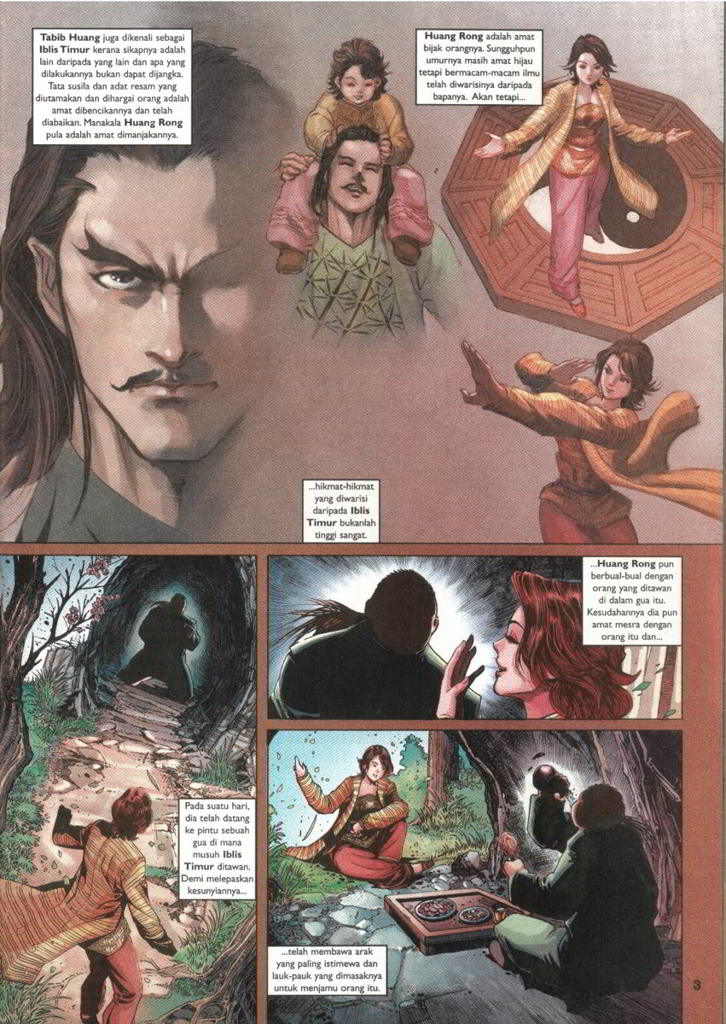 Tabib Huang juga dikenali sebagai
Iblis Timur kerana sikapnya adalah
lain daripada yang lain dan apa yang
dilakukannya bukan dapat dijangka.
Tata susila dan adat resam yang
diutamakan dan dihargai orang adalah
amat dibencikannya dan telah
diabaikan. Manakala Huang Rong
pula adalah amat dimanjakannya.
Huang Rong adalah amat
bijak orangnya. Sungguhpun
umurnya masih amat hijau
tetapi bermacam-macam ilmu
telah diwarisinya daripada
bapanya. Akan tetapi...
...hikmat-hikmat
yang diwarisi
daripada Iblis
Timur bukanlah
tinggi sangat.
Pada suatu hari,
dia telah datang
ke pintu sebuah
gua di mana
musuh Iblis
Timur ditawan.
Demi melepaskan
kesunyiannya...
...Huang Rong pun
berbual-bual dengan
orang yang ditawan
di dalam gua itu.
Kesudahannya dia pun
amat mesra dengan
orang itu dan...
...telah membawa arak
yang paling istimewa dan
lauk-pauk yang dimasaknya
untuk menjamu orang itu.
3